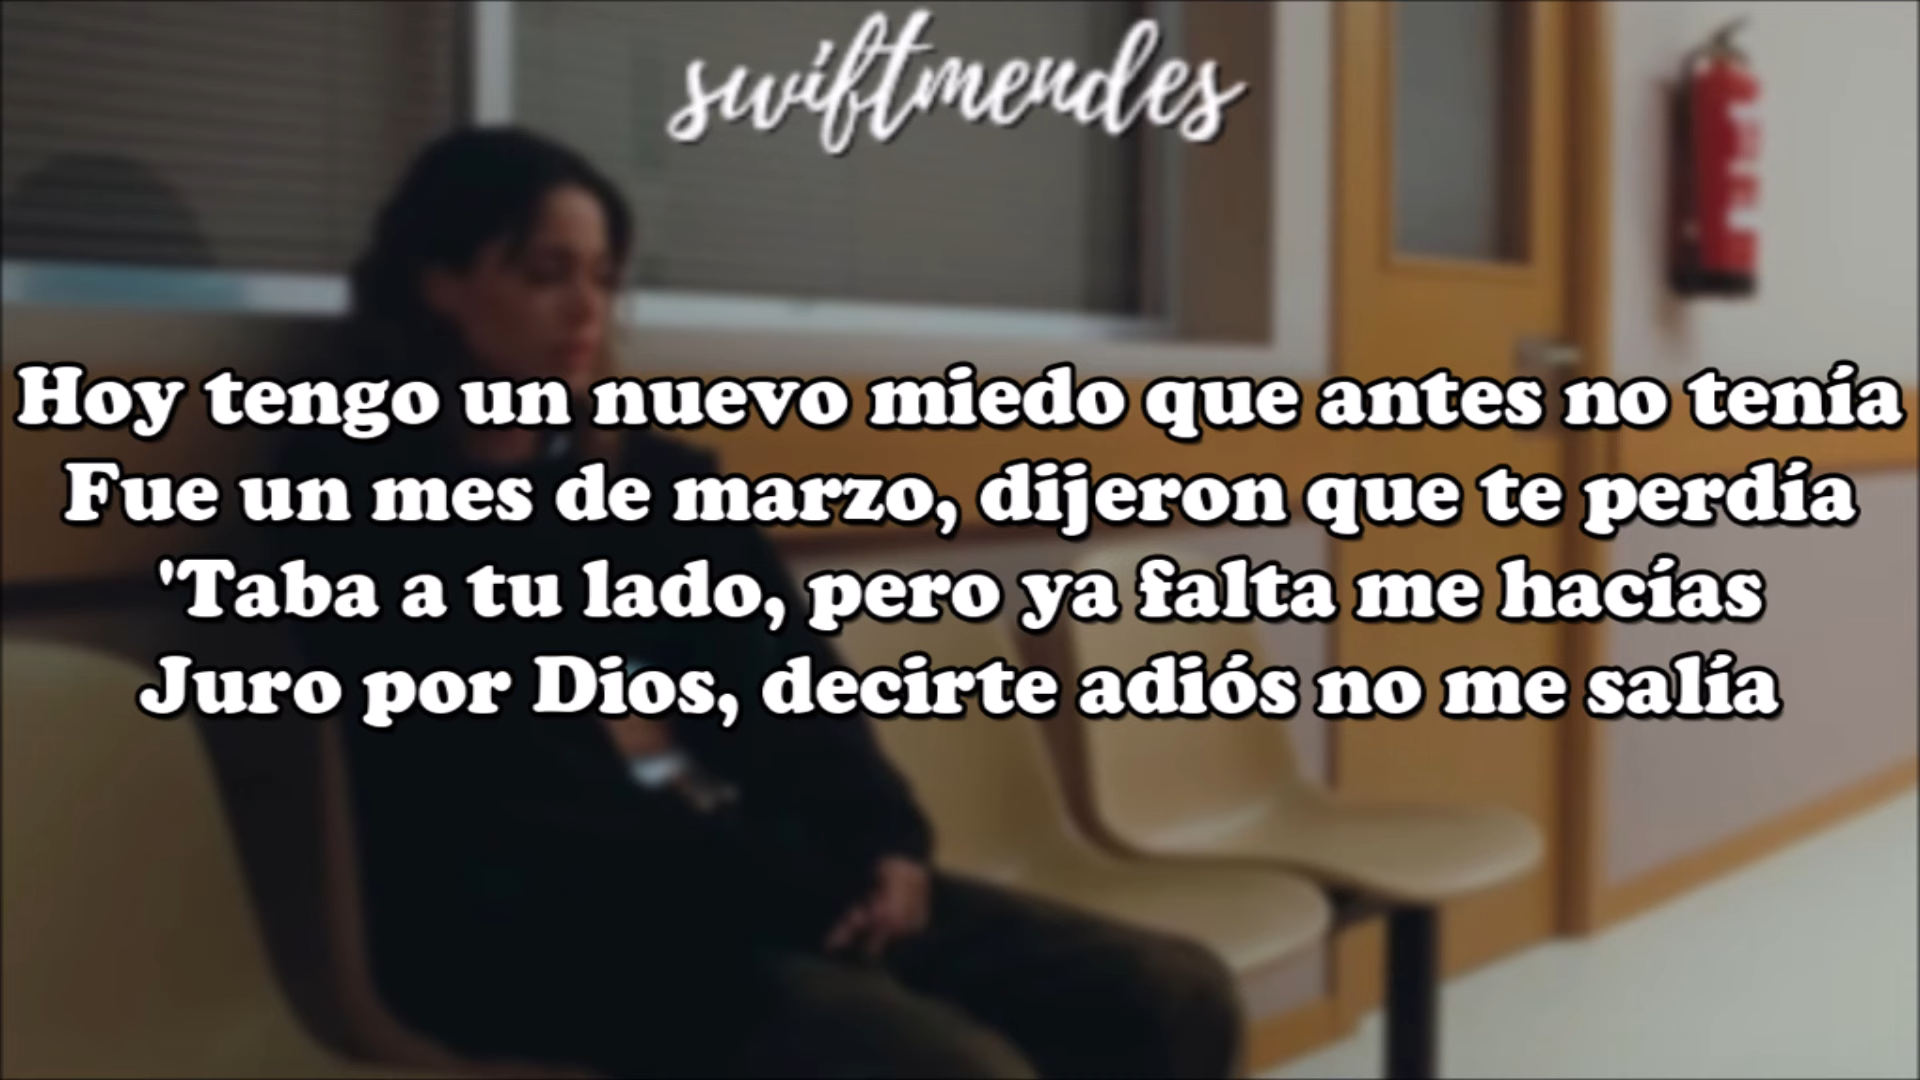 swiftmendes
Hoy tengo un nuevo miedo que antes no tenía
Fue un mes de marzo, dijeron que te perdía
'Taba a tu lado, pero ya falta me hacías
Juro por Dios, decirte adiós no me salía